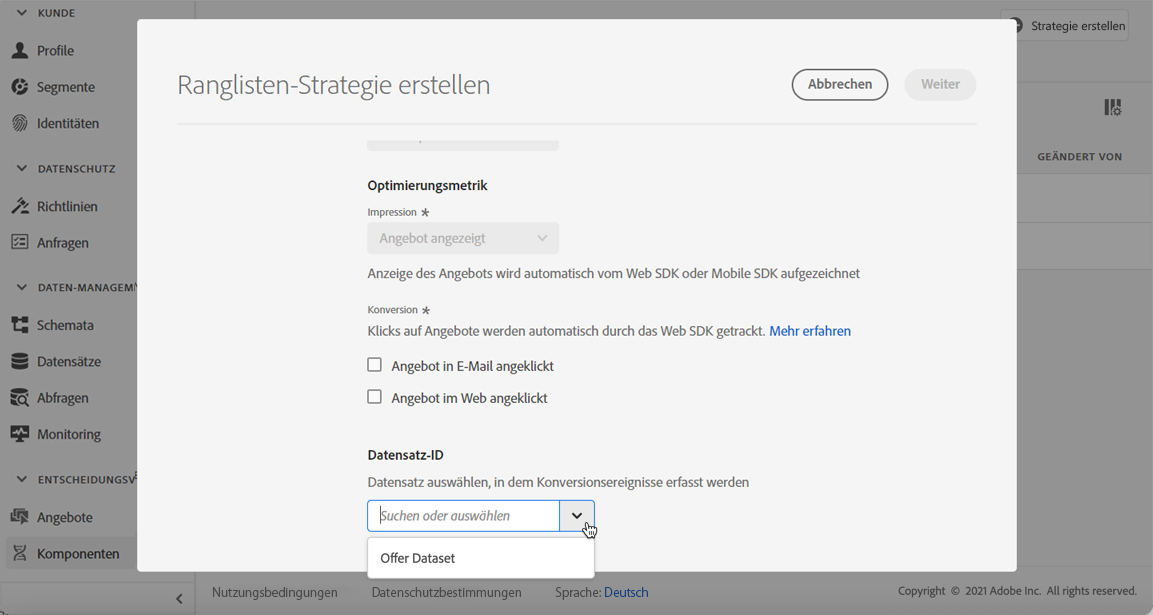 KUNDE
Profile
Segmente
Identitäten
DATENSCHUTZ
Richtlinien
Anfragen
DATEN-MANAGEM
Schemata
Datensätze
Abfragen
Monitoring
ENTSCHEIDUNGSV
Angebote
Komponenten
Strategie erstellen
GEÄNDERT VON
Ranglisten-Strategie erstellen
Abbrechen
Weiter
Optimierungsmetrik
Impression *
Angebot angezeigt
Anzeige des Angebots wird automatisch vom Web SDK oder Mobile SDK aufgezeichnet
Konversion *
Klicks auf Angebote werden automatisch durch das Web SDK getrackt. Mehr erfahren
Angebot in E-Mail angeklickt
Angebot im Web angeklickt
Datensatz-ID
Datensatz auswählen, in dem Konversionsereignisse erfasst werden
Suchen oder auswählen
Offer Dataset
Nutzungsbedingungen
Datenschutzbestimmungen
Sprache: Deutsch
Copyright © 2021 Adobe Inc. All rights reserved.